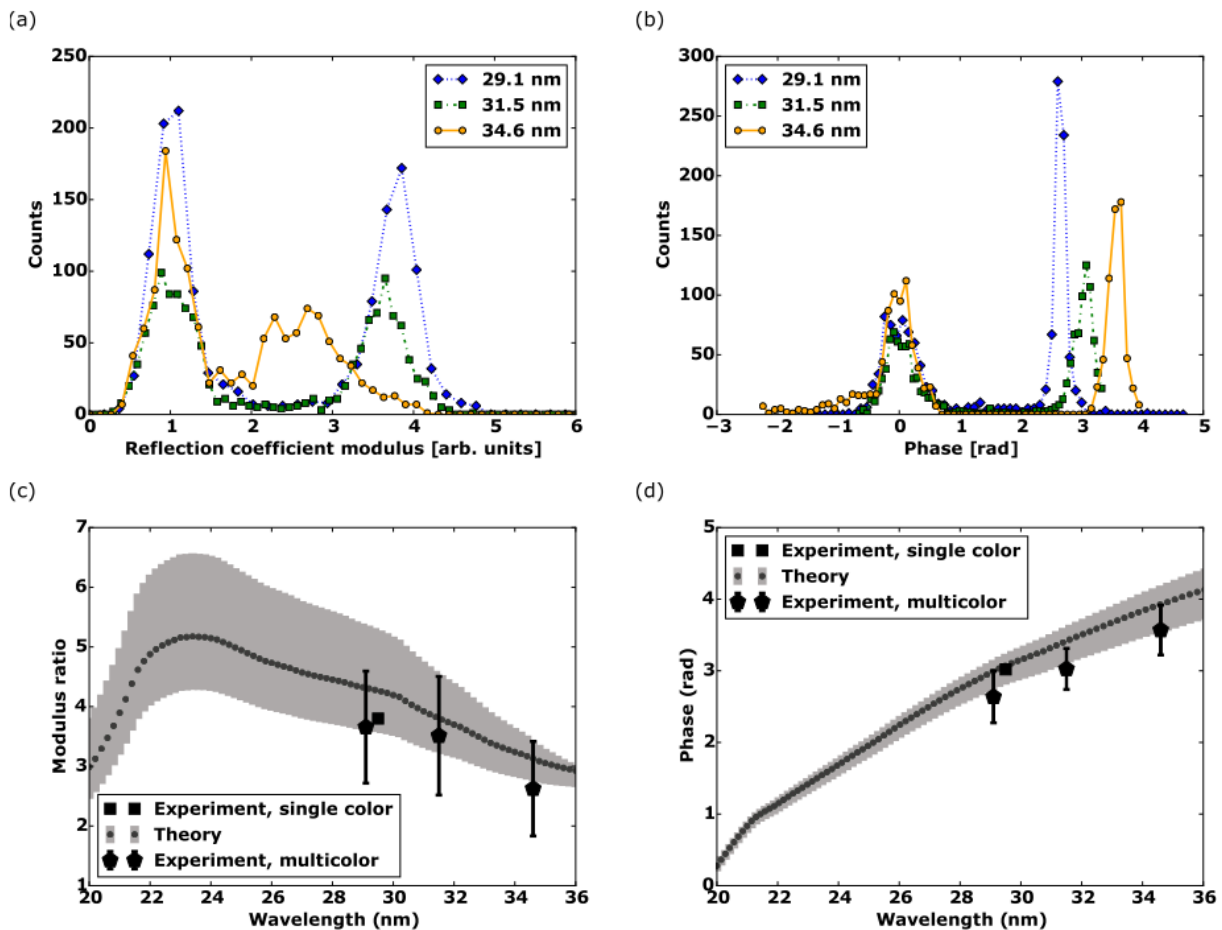 (a)
250
200
150
100
50
0
Counts
29.1 nm
31.5 nm
34.6 nm
0 1 2 3 4 5 6
Reflection coefficient modulus [arb. units]
(b)
300
250
200
150
100
50
0
Counts
29.1 nm
31.5 nm
34.6 nm
−3 −2 −1 0 1 2 3 4 5
Phase [rad]
(c)
7
6
5
4
3
2
1
Modulus ratio
Experiment, single color
Theory
Experiment, multicolor
20 22 24 26 28 30 32 34 36
Wavelength (nm)
(d)
5
4
3
2
1
0
Phase (rad)
Experiment, single color
Theory
Experiment, multicolor
20 22 24 26 28 30 32 34 36
Wavelength (nm)